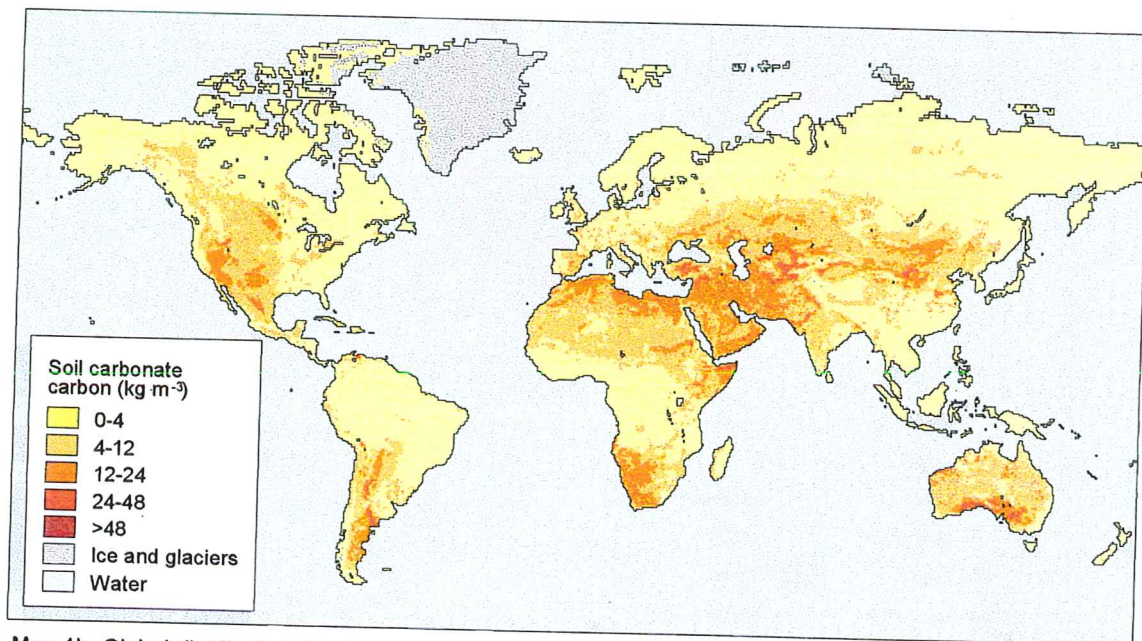 Soil carbonate
carbon (kg m⁻³)
0-4
4-12
12-24
24-48
>48
Ice and glaciers
Water